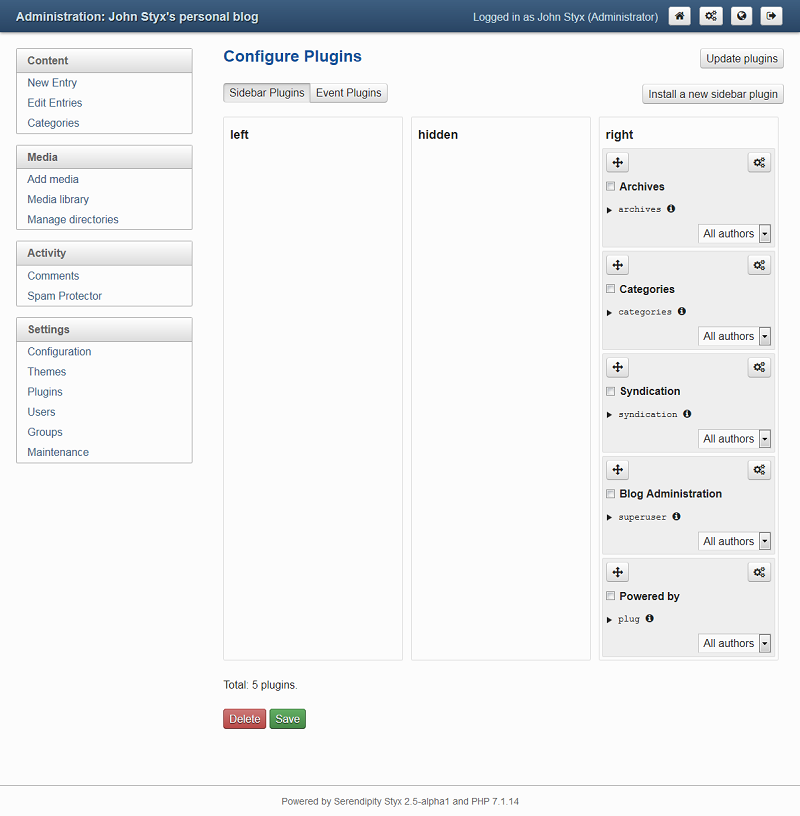 Administration: John Styx's personal blog
Logged in as John Styx (Administrator)
Content
New Entry
Edit Entries
Categories
Media
Add media
Media library
Manage directories
Activity
Comments
Spam Protector
Settings
Configuration
Themes
Plugins
Users
Groups
Maintenance
Configure Plugins
Update plugins
Sidebar Plugins Event Plugins
Install a new sidebar plugin
left
hidden
right
Archives
archives
All authors
Categories
categories
All authors
Syndication
syndication
All authors
Blog Administration
superuser
All authors
Powered by
plug
All authors
Total: 5 plugins.
Delete Save
Powered by Serendipity Styx 2.5-alpha1 and PHP 7.1.14